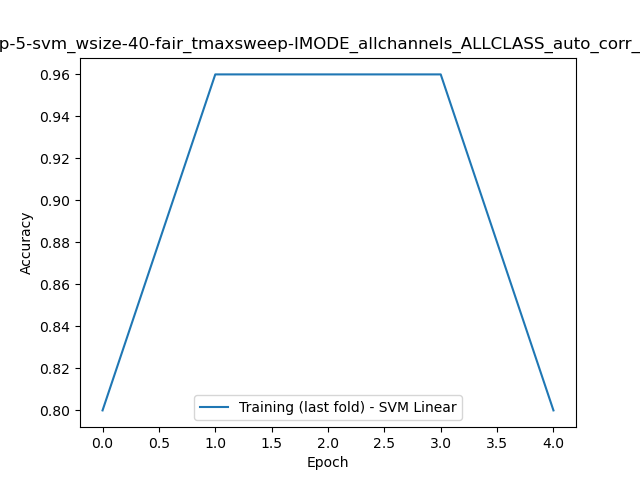 p-5-svm_wsize-40-fair_tmaxsweep-IMODE_allchannels_ALLCLASS_auto_corr_
0.96
0.94
0.92
0.90
0.88
0.86
0.84
0.82
0.80
Accuracy
Training (last fold) - SVM Linear
0.0 0.5 1.0 1.5 2.0 2.5 3.0 3.5 4.0
Epoch